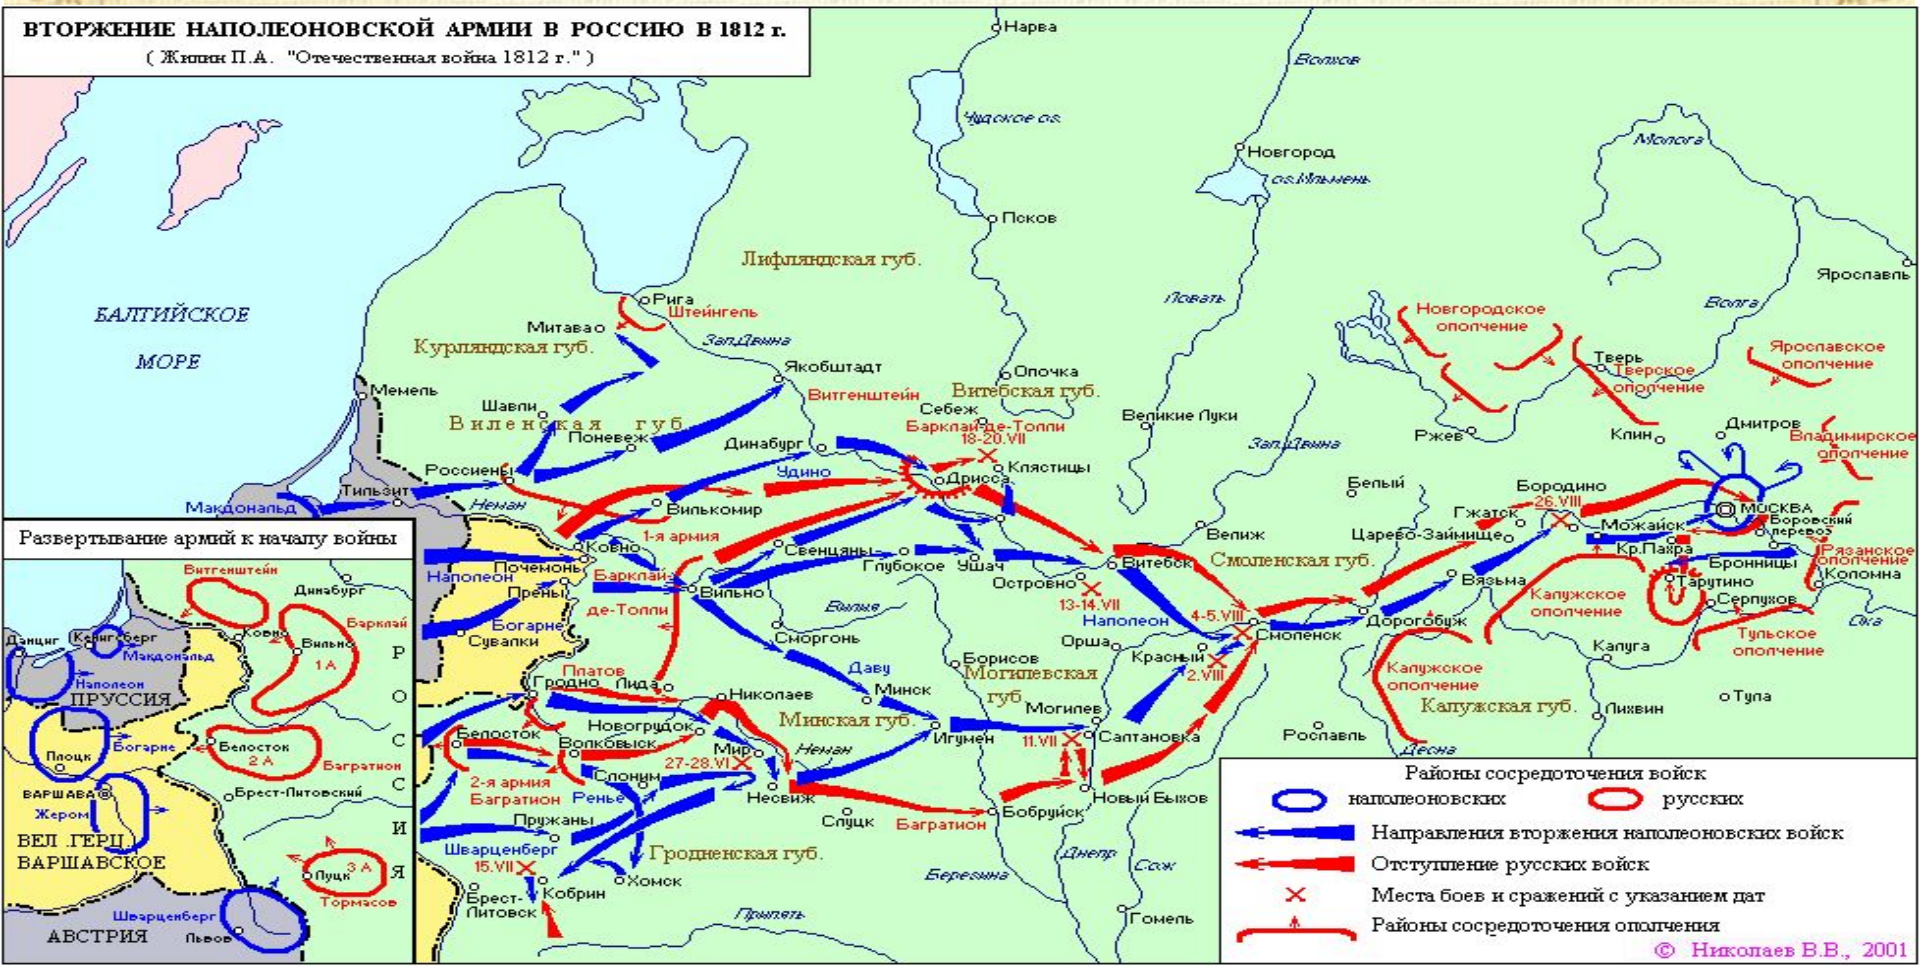 ВТОРЖЕНИЕ НАПОЛЕОНОВСКОЙ АРМИИ В РОССИЮ В 1812 г.
( Жилин П.А. "Отечественная война 1812 г." )
Нарва
Волхов
Чудское оз.
Новгород
оз.Ильмень
Молога
Псков
Лифляндская губ.
Ярославль
БАЛТИЙСКОЕ
МОРЕ
Рига
Штейнгель
Ловать
Волга
Новгородское
ополчение
Митава
Курляндская губ.
Зап.Двина
Якобштадт
Опочка
Тверь
Тверское
ополчение
Ярославское
ополчение
Мемель
Витгенштейн
Витебская губ.
Шавли
Виленская губ
Себеж
Великие Луки
Барклай-де-Толли
18-20.VII
Поневеж
Динабург
Зап.Двина
Ржев
Клин
Дмитров
Владимирское
ополчение
Россиены
Удино
Клястицы
Дрисса
Белый
Бородино
26.VIII
Тильзит
Неман
Макдональд
Вилькомир
Гжатск
МОСКВА
Можайск
Боровский
перевоз
Развертывание армий к началу войны
1-я армия
Велиж
Царево-Займище
Кр.Пахра
Ковно
Свенцяны
Глубокое
Ушач
Витебск
Смоленская губ.
Бронницы
Рязанское
ополчение
Коломна
Почемонь
Наполеон
Барклай-
де-Толли
Островно
13-14.VII
Вязьма
Тарутино
Прены
Вильно
Вилия
Калужское
ополчение
Серпухов
Богарне
Сувалки
Сморгонь
Наполеон
4-5.VIII
Смоленск
Дорогобуж
Тульское
ополчение
Ока
Орша
Красный
2.VIII
Калуга
Платов
Гродно
Лида
Николаев
Даву
Минск
Борисов
Могилевская
губ.
Калужское
ополчение
Тула
Новогрудок
Минская губ.
Могилев
Калужская губ.
Лихвин
Белосток
Волковыск
Мир
27-28.VI
Неман
Игумен
11.VII
Салтановка
Рославль
Десна
2-я армия
Багратион
Слоним
Ренье
Несвиж
Слуцк
Багратион
Бобруйск
Новый Быхов
Пружаны
Шварценберг
15.VII
Гродненская губ.
Днепр
Сож
Березина
Кобрин
Хомск
Брест-
Литовск
Припять
Гомель
Витгенштейн
Динабург
Данциг
Кенигсберг
Ковно
Вильно
1 А
Барклай
Макдональд
Наполеон
ПРУССИЯ
Р
О
С
С
И
Я
Плоцк
Богарне
Белосток
2 А
Багратион
ВАРШАВА
Жером
Брест-Литовский
ВЕЛ .ГЕРЦ.
ВАРШАВСКОЕ
Луцк
3 А
Тормасов
Шварценберг
Львов
АВСТРИЯ
Районы сосредоточения войск
наполеоновских
русских
Направления вторжения наполеоновских войск
Отступление русских войск
Места боев и сражений с указанием дат
Районы сосредоточения ополчения
© Николаев В.В., 2001